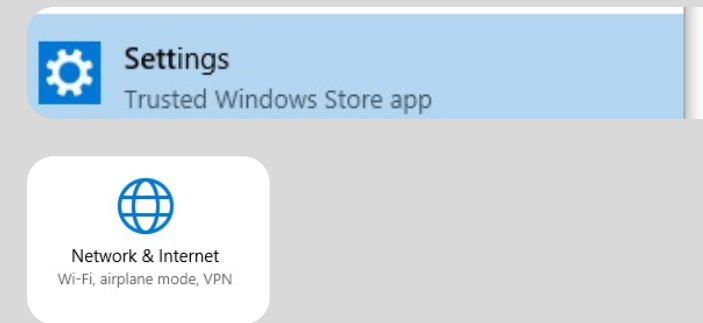 Settings
Trusted Windows Store app
Network & Internet
Wi-Fi, airplane mode, VPN